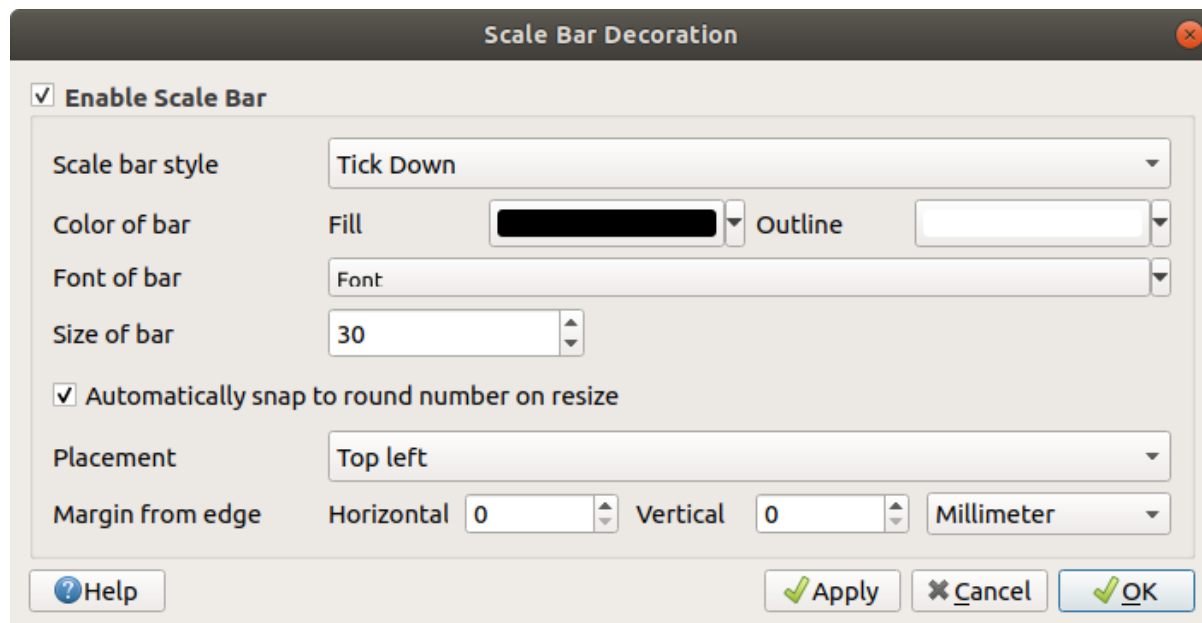 Scale Bar Decoration
Enable Scale Bar
Scale bar style Tick Down
Color of bar Fill Outline
Font of bar Font
Size of bar 30
Automatically snap to round number on resize
Placement Top left
Margin from edge Horizontal 0 Vertical 0 Millimeter
Help Apply Cancel OK